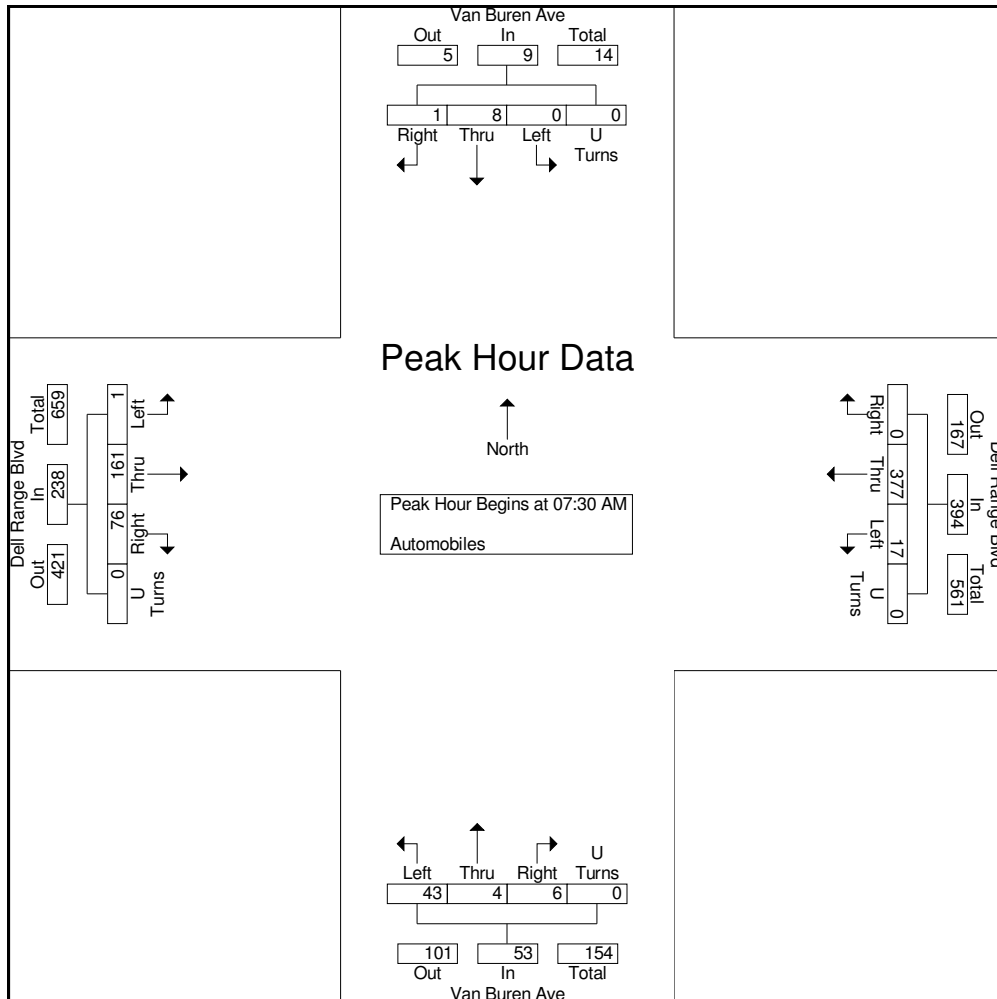 Van Buren Ave
Out In Total
5 9 14
1 8 0 0
Right Thru Left U
Turns
Peak Hour Data
North
Peak Hour Begins at 07:30 AM
Automobiles
Dell Range Blvd
Out In Total
421 238 659
0 76 161 1
U Right Thru Left
Turns
Dell Range Blvd
Out In Total
167 394 561
0 377 17 0
Right Thru Left U
Turns
U
Left Thru Right Turns
43 4 6 0
101 53 154
Out In Total
Van Buren Ave